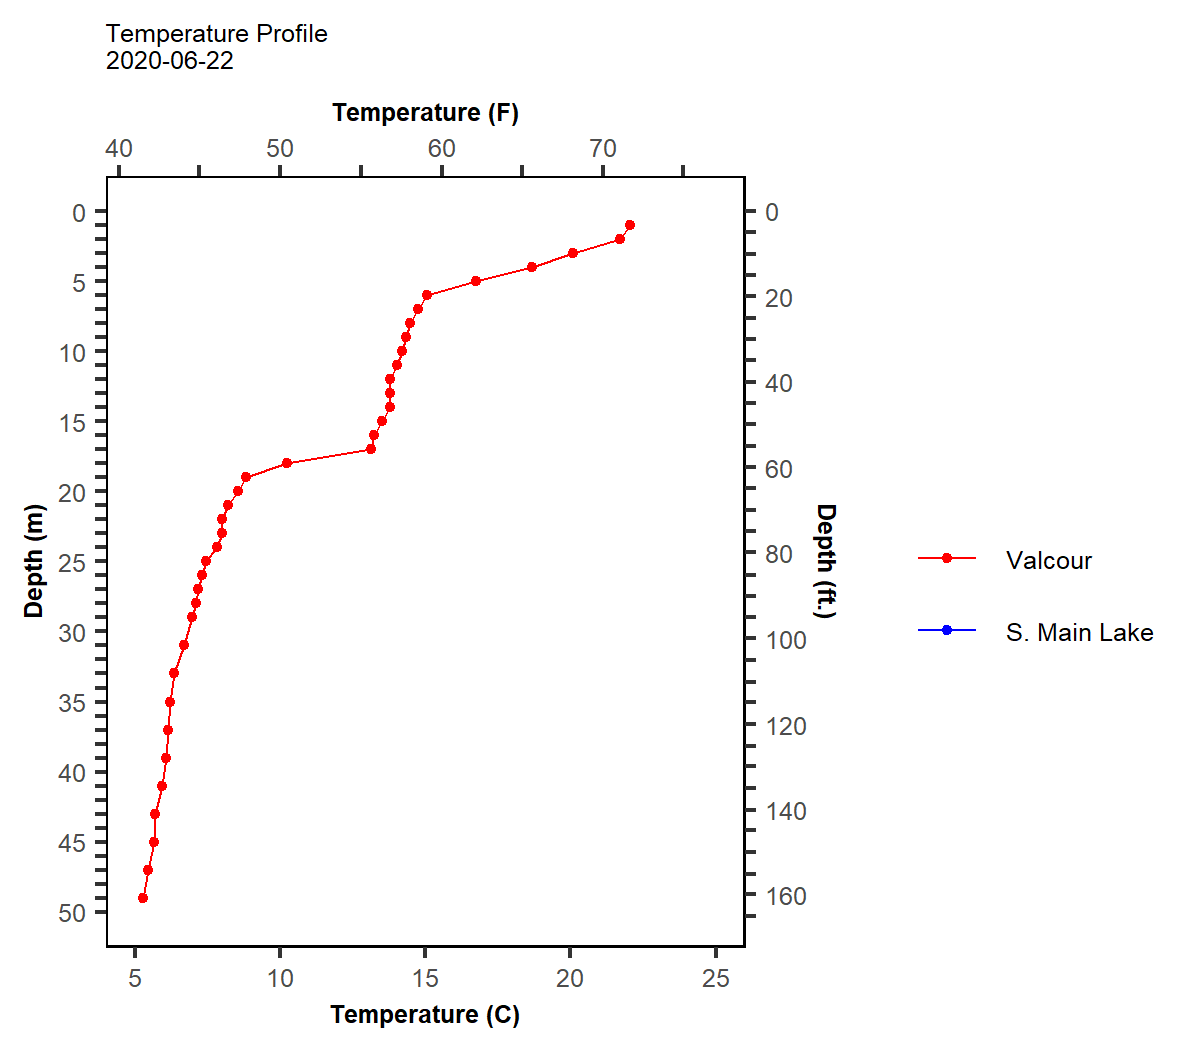 Temperature Profile
2020-06-22
Temperature (F)
40 50 60 70
0 5 10 15 20 25 30 35 40 45 50
Depth (m)
0 20 40 60 80 100 120 140 160
Depth (ft.)
5 10 15 20 25
Temperature (C)
Valcour
S. Main Lake